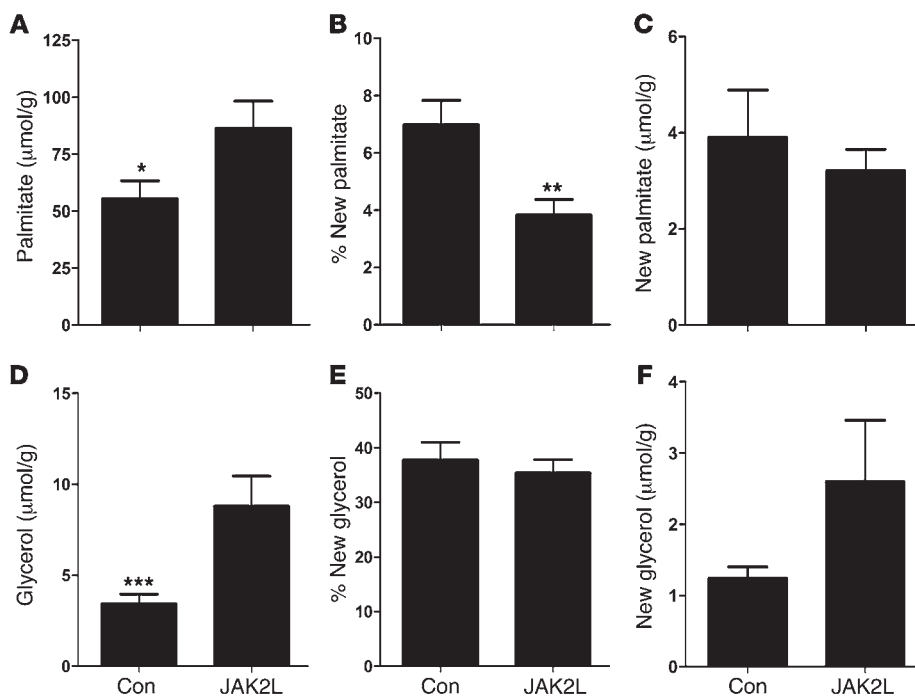 A
Palmitate (μmol/g)
125
100
75
50
25
0
*
B
% New palmitate
10
8
6
4
2
0
**
C
New palmitate (μmol/g)
6
4
2
0
D
Glycerol (μmol/g)
15
10
5
0
***
Con
JAK2L
E
% New glycerol
50
40
30
20
10
0
Con
JAK2L
F
New glycerol (μmol/g)
4
3
2
1
0
Con
JAK2L